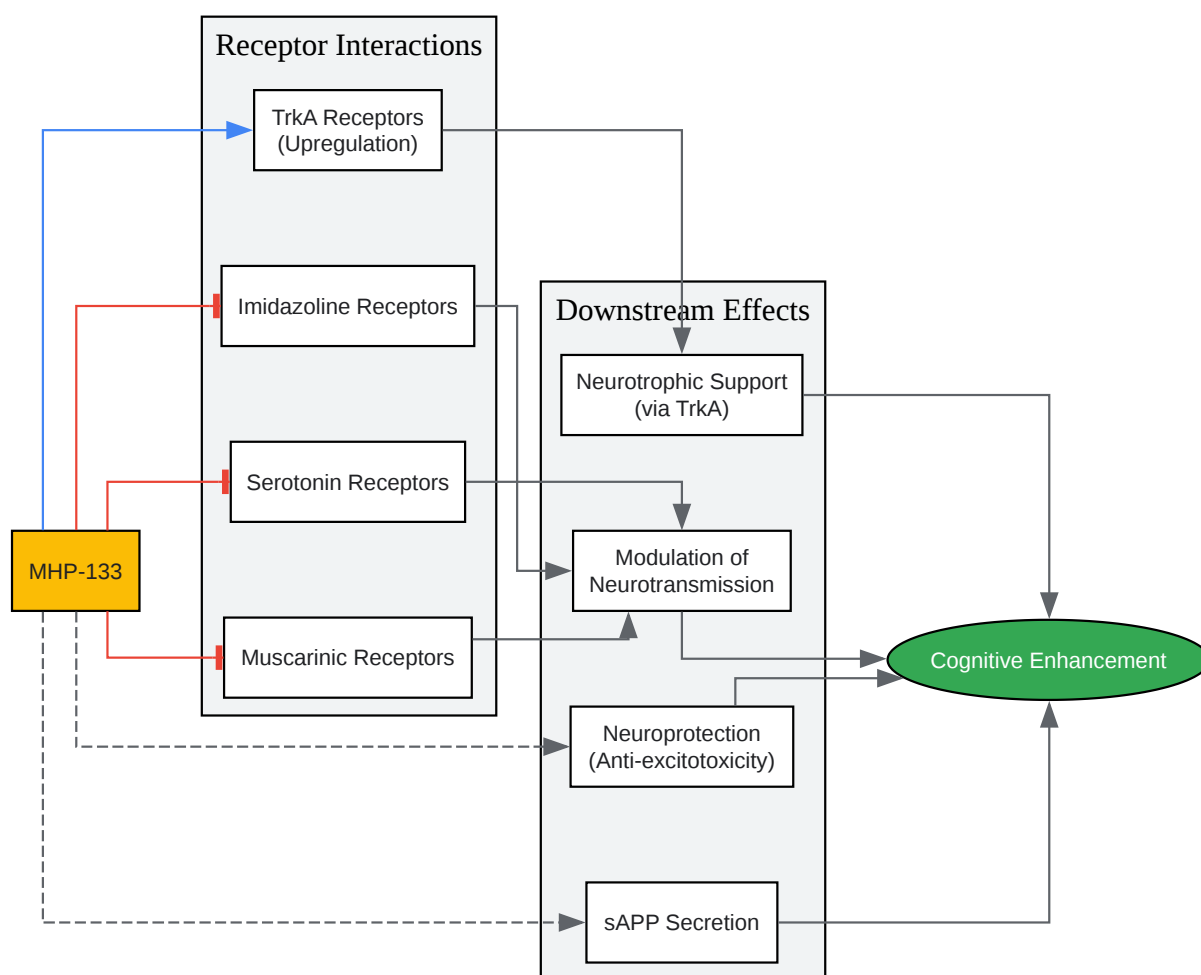 Receptor Interactions
TrkA Receptors
(Upregulation)
Imidazoline Receptors
Serotonin Receptors
Muscarinic Receptors
MHP-133
Downstream Effects
Neurotrophic Support
(via TrkA)
Modulation of
Neurotransmission
Neuroprotection
(Anti-excitotoxicity)
sAPP Secretion
Cognitive Enhancement